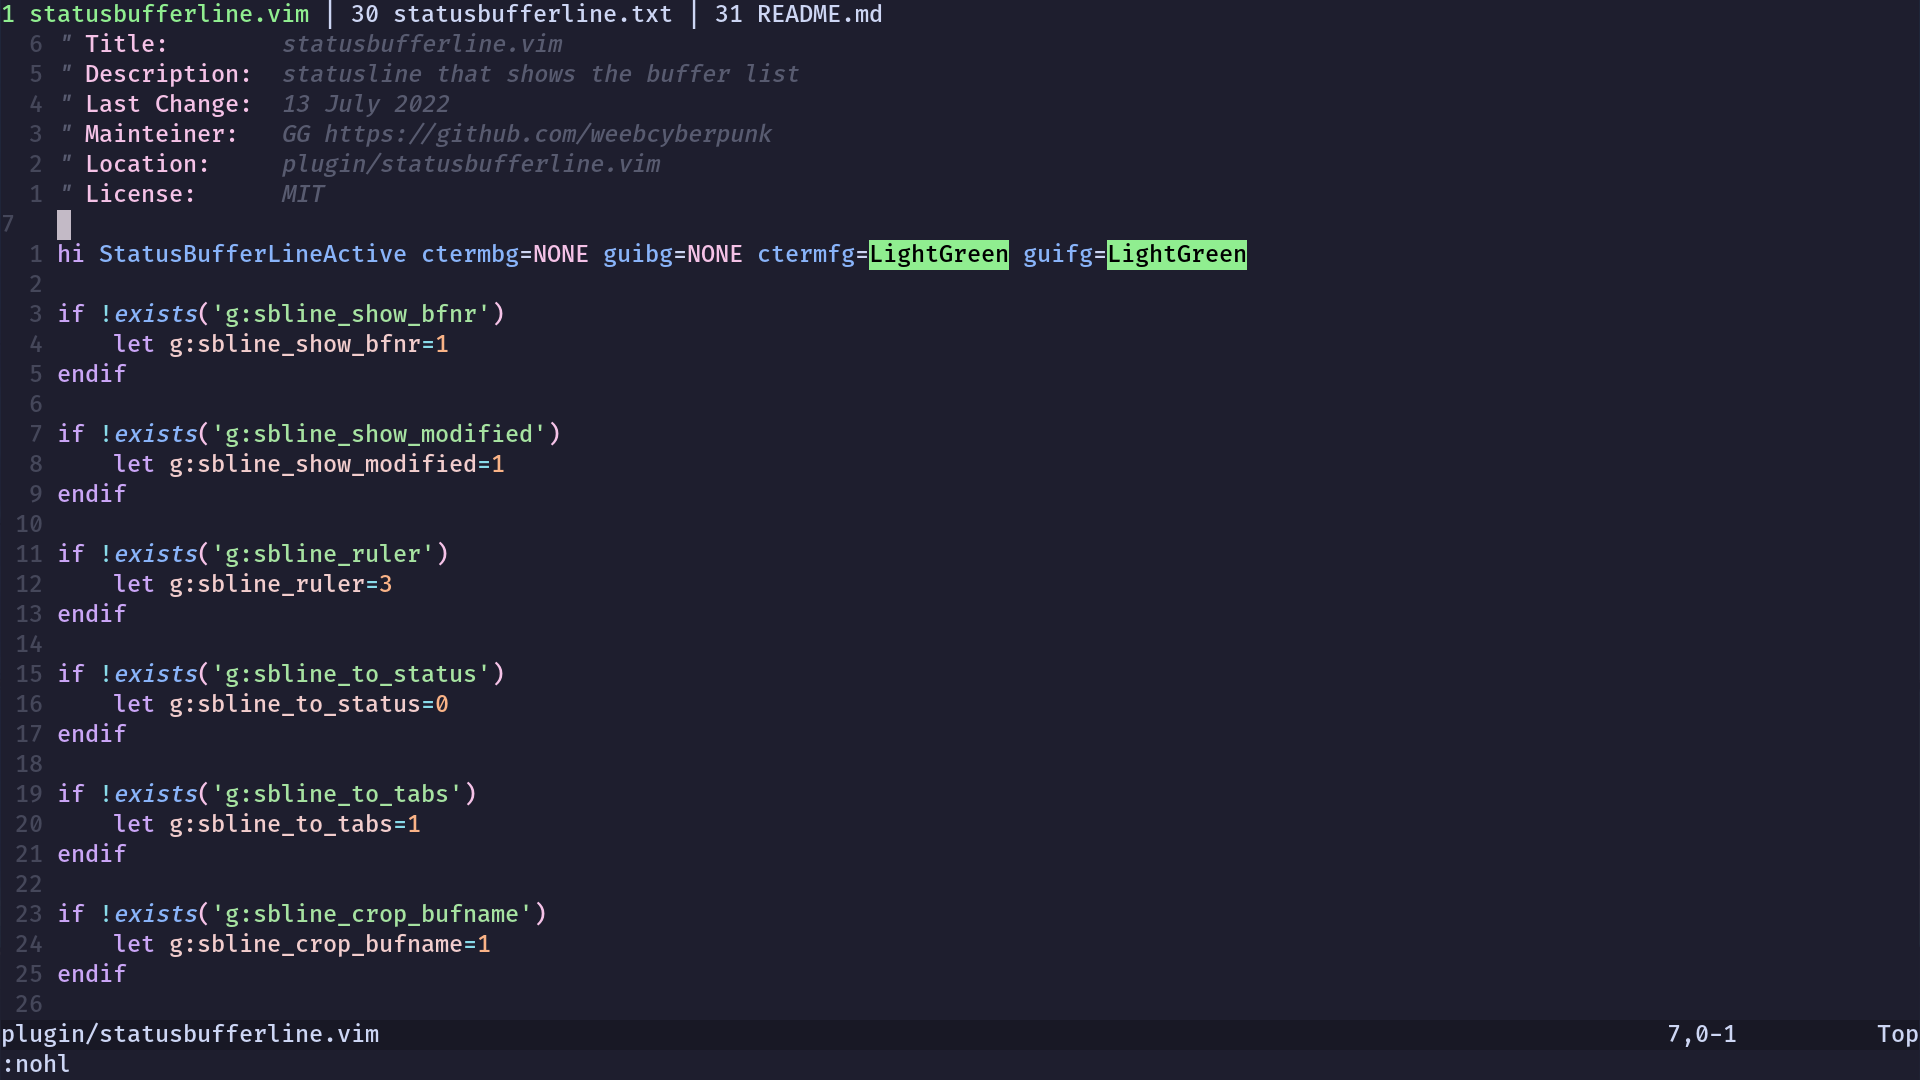 1 statusbufferline.vim | 30 statusbufferline.txt | 31 README.md
  6 " Title:        statusbufferline.vim
  5 " Description:  statusline that shows the buffer list
  4 " Last Change:  13 July 2022
  3 " Mainteiner:   GG https://github.com/weebcyberpunk
  2 " Location:     plugin/statusbufferline.vim
  1 " License:      MIT
7
  1 hi StatusBufferLineActive ctermbg=NONE guibg=NONE ctermfg=LightGreen guifg=LightGreen
  2
  3 if !exists('g:sbline_show_bfnr')
  4     let g:sbline_show_bfnr=1
  5 endif
  6
  7 if !exists('g:sbline_show_modified')
  8     let g:sbline_show_modified=1
  9 endif
 10
 11 if !exists('g:sbline_ruler')
 12     let g:sbline_ruler=3
 13 endif
 14
 15 if !exists('g:sbline_to_status')
 16     let g:sbline_to_status=0
 17 endif
 18
 19 if !exists('g:sbline_to_tabs')
 20     let g:sbline_to_tabs=1
 21 endif
 22
 23 if !exists('g:sbline_crop_bufname')
 24     let g:sbline_crop_bufname=1
 25 endif
 26
plugin/statusbufferline.vim 7,0-1 Top
:nohl